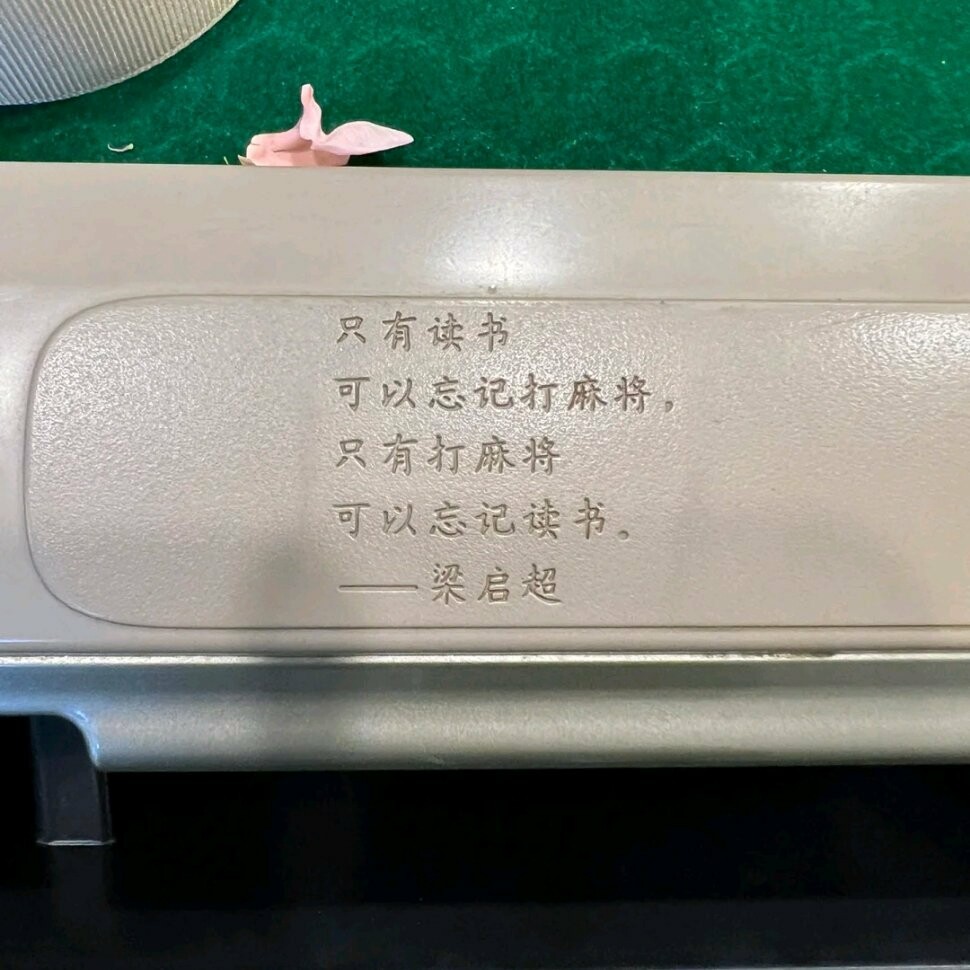 只有读书
可以忘记打麻将,
只有打麻将
可以忘记读书。
——梁启超